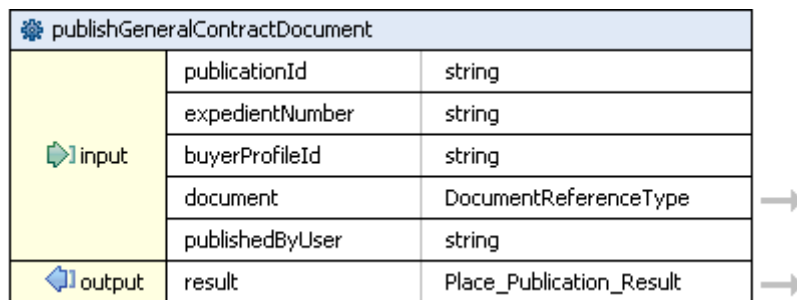 publishGeneralContractDocument
publicationId string
expedientNumber string
input buyerProfileId string
document DocumentReferenceType
publishedByUser string
output result Place_Publication_Result